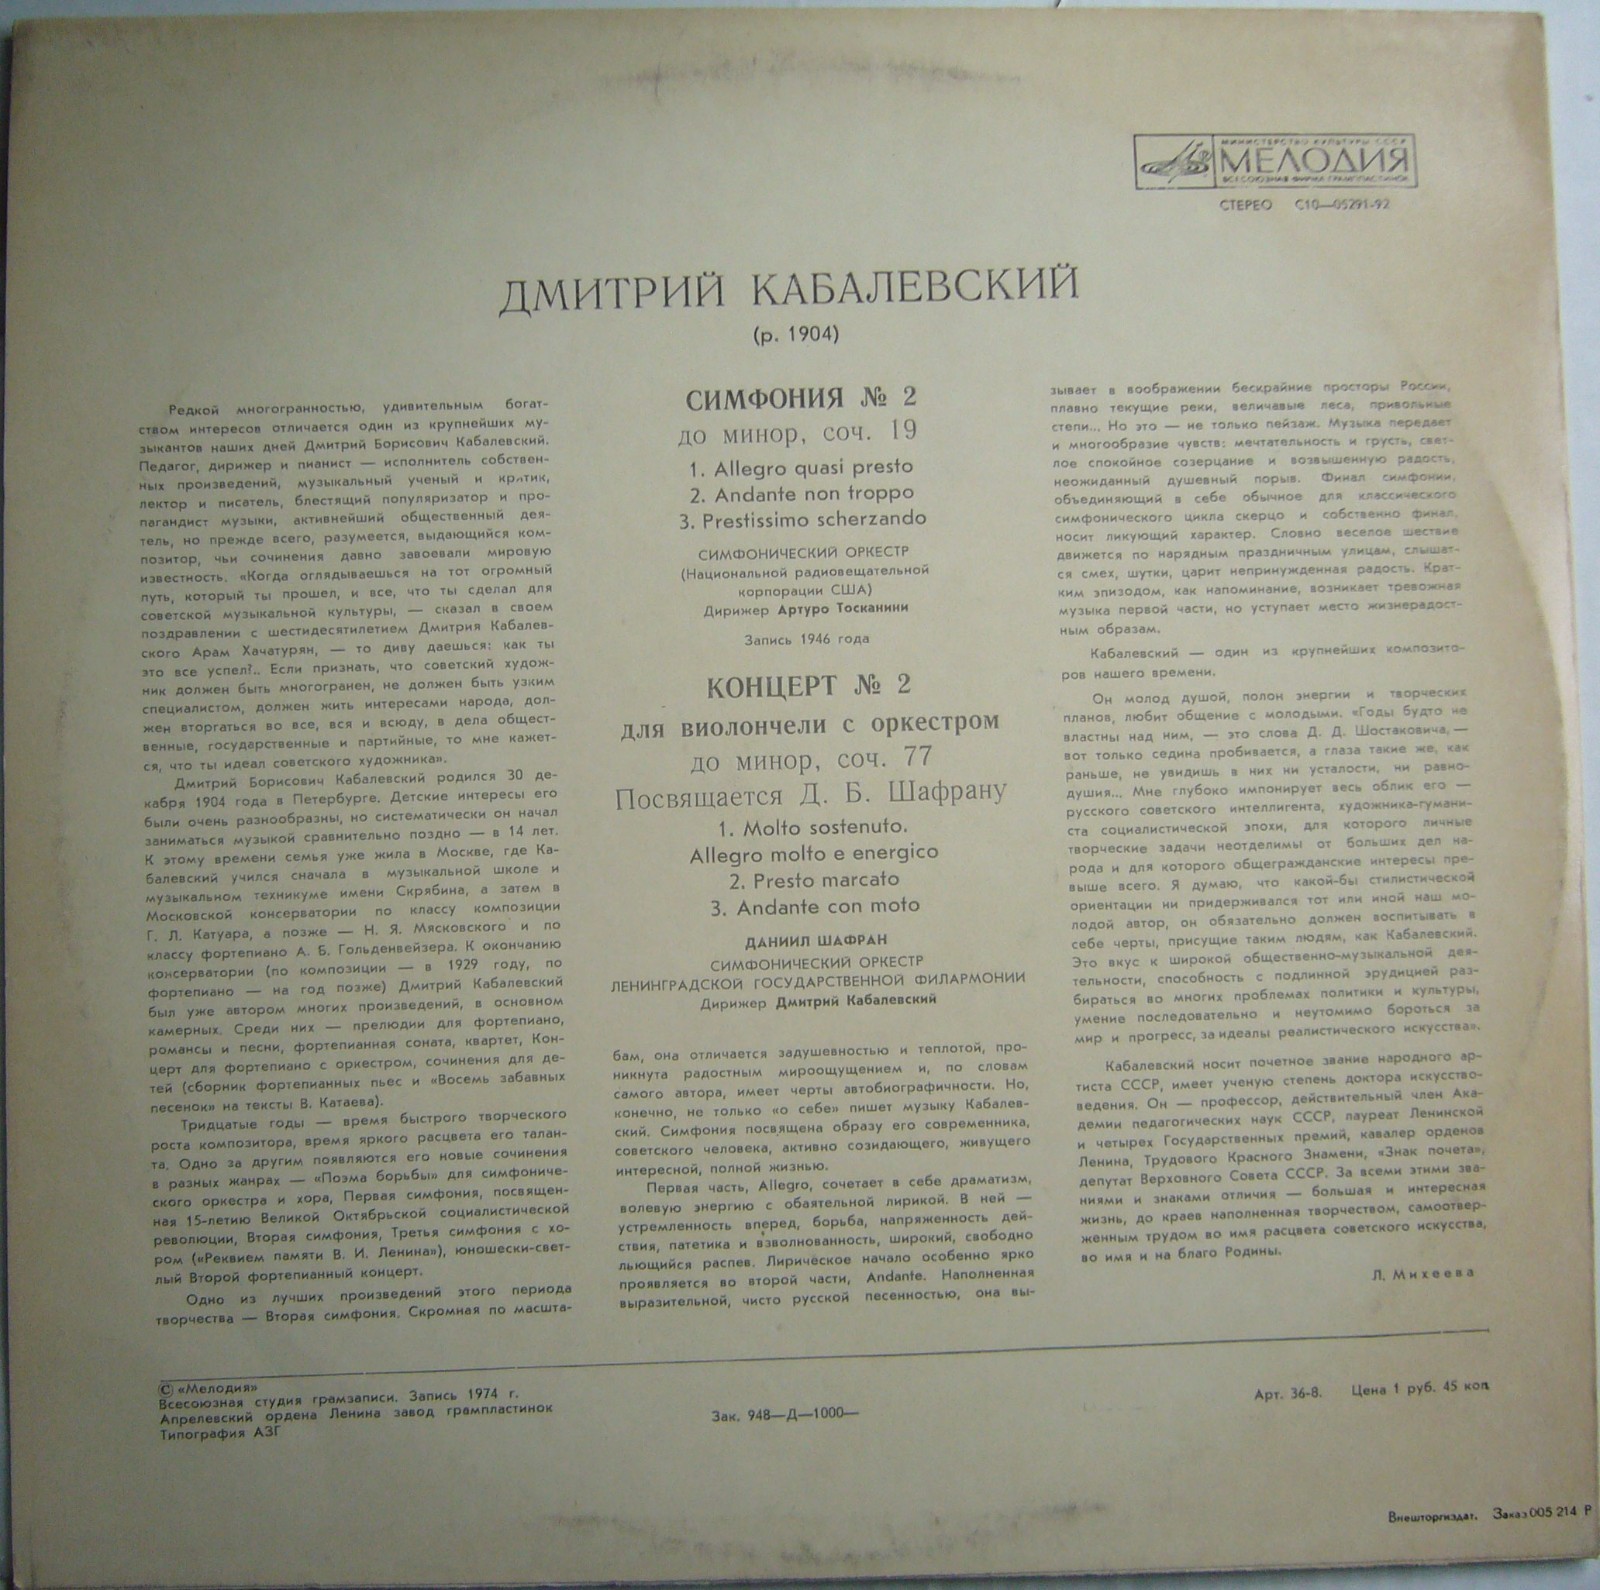 МИНИСТЕРСТВО КУЛЬТУРЫ СССР
МЕЛОДИЯ
ВСЕСОЮЗНАЯ ФИРМА ГРАМПЛАСТИНОК
СТЕРЕО С10—05291-92
ДМИТРИЙ КАБАЛЕВСКИЙ
(р. 1904)
Редкой многогранностью, удивительным богат-
ством интересов отличается один из крупнейших му-
зыкантов наших дней Дмитрий Борисович Кабалевский.
Педагог, дирижер и пианист — исполнитель собствен-
ных произведений, музыкальный ученый и критик,
лектор и писатель, блестящий популяризатор и про-
пагандист музыки, активнейший общественный дея-
тель, но прежде всего, разумеется, выдающийся ком-
позитор, чьи сочинения давно завоевали мировую
известность. «Когда оглядываешься на тот огромный
путь, который ты прошел, и все, что ты сделал для
советской музыкальной культуры, — сказал в своем
поздравлении с шестидесятилетием Дмитрия Кабалев-
ского Арам Хачатурян, — то диву даешься: как ты
это все успел?.. Если признать, что советский худож-
ник должен быть многогранен, не должен быть узким
специалистом, должен жить интересами народа, дол-
жен вторгаться во все, вся и всюду, в дела общест-
венные, государственные и партийные, то мне кажет-
ся, что ты идеал советского художника».
Дмитрий Борисович Кабалевский родился 30 де-
кабря 1904 года в Петербурге. Детские интересы его
были очень разнообразны, но систематически он начал
заниматься музыкой сравнительно поздно — в 14 лет.
К этому времени семья уже жила в Москве, где Ка-
балевский учился сначала в музыкальной школе и
музыкальном техникуме имени Скрябина, а затем в
Московской консерватории по классу композиции
Г. Л. Катуара, а позже — Н. Я. Мясковского и по
классу фортепиано А. Б. Гольденвейзера. К окончанию
консерватории (по композиции — в 1929 году, по
фортепиано — на год позже) Дмитрий Кабалевский
был уже автором многих произведений, в основном
камерных. Среди них — прелюдии для фортепиано,
романсы и песни, фортепианная соната, квартет, Кон-
церт для фортепиано с оркестром, сочинения для де-
тей (сборник фортепианных пьес и «Восемь забавных
песенок» на тексты В. Катаева).
Тридцатые годы — время быстрого творческого
роста композитора, время яркого расцвета его талан-
та. Одно за другим появляются его новые сочинения
в разных жанрах — «Поэма борьбы» для симфониче-
ского оркестра и хора, Первая симфония, посвящен-
ная 15-летию Великой Октябрьской социалистической
революции, Вторая симфония, Третья симфония с хо-
ром («Реквием памяти В. И. Ленина»), юношески-свет-
лый Второй фортепианный концерт.
Одно из лучших произведений этого периода
творчества — Вторая симфония. Скромная по масшта-
СИМФОНИЯ № 2
до минор, соч. 19
1. Allegro quasi presto
2. Andante non troppo
3. Prestissimo scherzando
СИМФОНИЧЕСКИЙ ОРКЕСТР
(Национальной радиовещательной
корпорации США)
Дирижер Артуро Тосканини
Запись 1946 года
КОНЦЕРТ № 2
для виолончели с оркестром
до минор, соч. 77
Посвящается Д. Б. Шафрану
1. Molto sostenuto.
Allegro molto e energico
2. Presto marcato
3. Andante con moto
ДАНИИЛ ШАФРАН
СИМФОНИЧЕСКИЙ ОРКЕСТР
ЛЕНИНГРАДСКОЙ ГОСУДАРСТВЕННОЙ ФИЛАРМОНИИ
Дирижер Дмитрий Кабалевский
бам, она отличается задушевностью и теплотой, про-
никнута радостным мироощущением и, по словам
самого автора, имеет черты автобиографичности. Но,
конечно, не только «о себе» пишет музыку Кабалев-
ский. Симфония посвящена образу его современника,
советского человека, активно созидающего, живущего
интересной, полной жизнью.
Первая часть, Allegro, сочетает в себе драматизм,
волевую энергию с обаятельной лирикой. В ней —
устремленность вперед, борьба, напряженность дей-
ствия, патетика и взволнованность, широкий, свободно
льющийся распев. Лирическое начало особенно ярко
проявляется во второй части, Andante. Наполненная
выразительной, чисто русской песенностью, она вы-
зывает в воображении бескрайние просторы России,
плавно текущие реки, величавые леса, привольные
степи... Но это — не только пейзаж. Музыка передает
и многообразие чувств: мечтательность и грусть, свет-
лое спокойное созерцание и возвышенную радость,
неожиданный душевный порыв. Финал симфонии,
объединяющий в себе обычное для классического
симфонического цикла скерцо и собственно финал,
носит ликующий характер. Словно веселое шествие
движется по нарядным праздничным улицам, слышат-
ся смех, шутки, царит непринужденная радость. Крат-
ким эпизодом, как напоминание, возникает тревожная
музыка первой части, но уступает место жизнерадост-
ным образам.
Кабалевский — один из крупнейших композито-
ров нашего времени.
Он молод душой, полон энергии и творческих
планов, любит общение с молодыми. «Годы будто не
властны над ним, — это слова Д. Д. Шостаковича, —
вот только седина пробивается, а глаза такие же, как
раньше, не увидишь в них ни усталости, ни равно-
душия... Мне глубоко импонирует весь облик его —
русского советского интеллигента, художника-гумани-
ста социалистической эпохи, для которого личные
творческие задачи неотделимы от больших дел на-
рода и для которого общегражданские интересы пре-
выше всего. Я думаю, что какой-бы стилистической
ориентации ни придерживался тот или иной наш мо-
лодой автор, он обязательно должен воспитывать в
себе черты, присущие таким людям, как Кабалевский.
Это вкус к широкой общественно-музыкальной дея-
тельности, способность с подлинной эрудицией раз-
бираться во многих проблемах политики и культуры,
умение последовательно и неутомимо бороться за
мир и прогресс, за идеалы реалистического искусства».
Кабалевский носит почетное звание народного ар-
тиста СССР, имеет ученую степень доктора искусство-
ведения. Он — профессор, действительный член Ака-
демии педагогических наук СССР, лауреат Ленинской
и четырех Государственных премий, кавалер орденов
Ленина, Трудового Красного Знамени, «Знак почета»,
депутат Верховного Совета СССР. За всеми этими зва-
ниями и знаками отличия — большая и интересная
жизнь, до краев наполненная творчеством, самоотвер-
женным трудом во имя расцвета советского искусства,
во имя и на благо Родины.
Л. Михеева
© «Мелодия»
Всесоюзная студия грамзаписи. Запись 1974 г.
Апрелевский ордена Ленина завод грампластинок
Типография АЗГ
Зак. 948—Д—1000—
Арт. 36-8. Цена 1 руб. 45 коп
Внешторгиздат. Заказ 005 214 Р